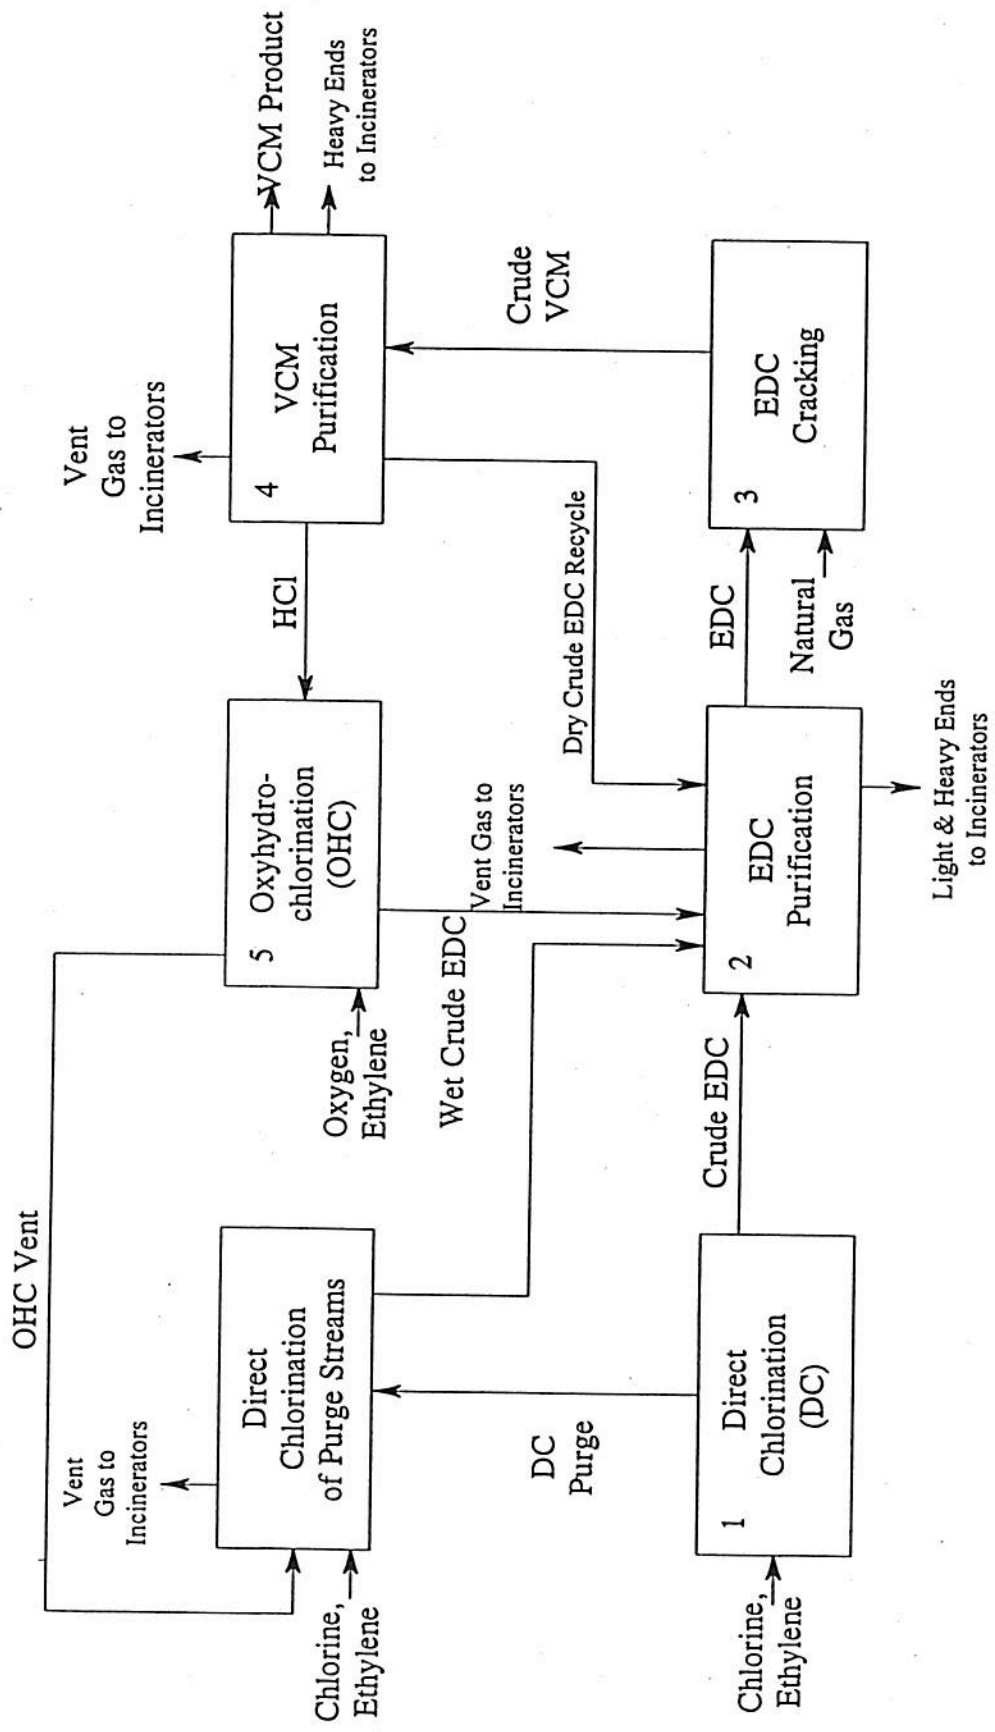 OHC Vent
Vent
Gas to
Incinerators
Vent
Gas to
Incinerators
VCM Product
Heavy Ends
to Incinerators
Direct
Chlorination
of Purge Streams
Chlorine,
Ethylene
5 Oxyhydro-
chlorination
(OHC)
Oxygen,
Ethylene
HCl
4
VCM
Purification
Wet Crude EDC
Vent Gas to
Incinerators
Dry Crude EDC Recycle
Crude
VCM
DC
Purge
1
Direct
Chlorination
(DC)
Chlorine,
Ethylene
Crude EDC
2
EDC
Purification
EDC
Natural
Gas
3
EDC
Cracking
Light & Heavy Ends
to Incinerators